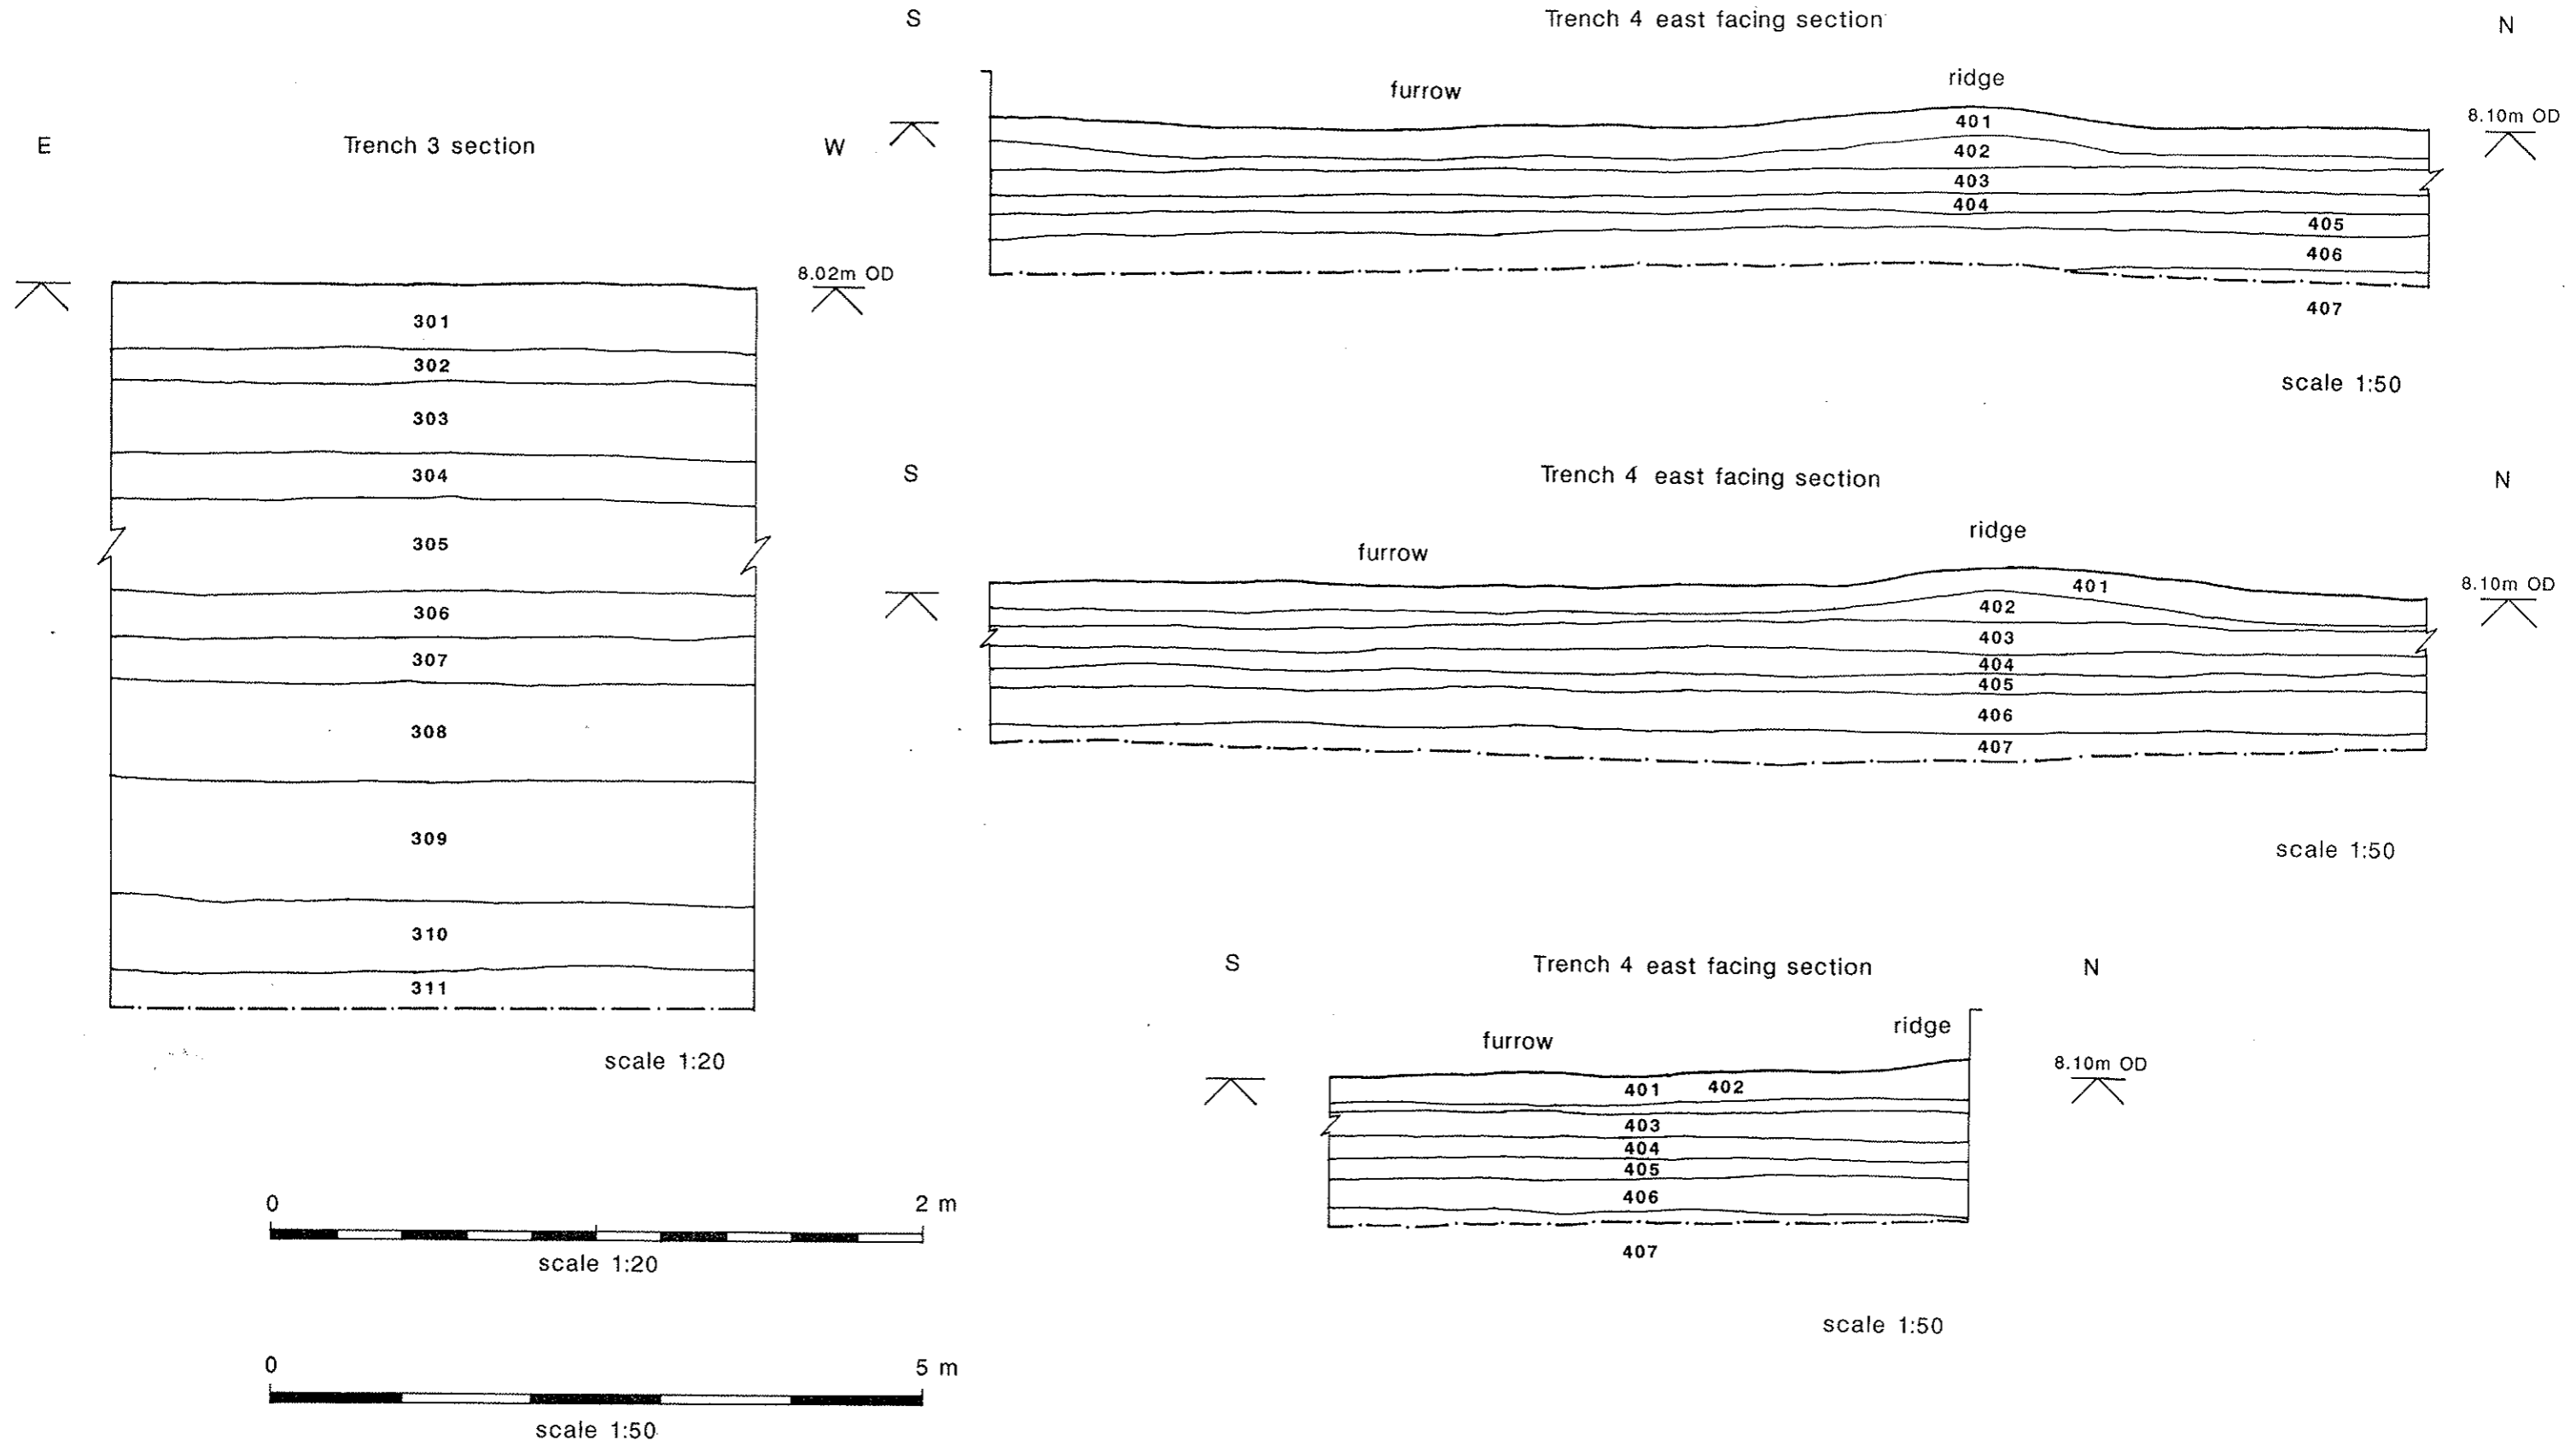 E
Trench 3 section
W
8.02m OD
301
302
303
304
305
306
307
308
309
310
311
scale 1:20
S
Trench 4 east facing section
N
furrow
ridge
8.10m OD
401
402
403
404
405
406
407
scale 1:50
S
Trench 4 east facing section
N
furrow
ridge
8.10m OD
401
402
403
404
405
406
407
scale 1:50
S
Trench 4 east facing section
N
furrow
ridge
8.10m OD
401 402
403
404
405
406
407
scale 1:50
0 2 m
scale 1:20
0 5 m
scale 1:50